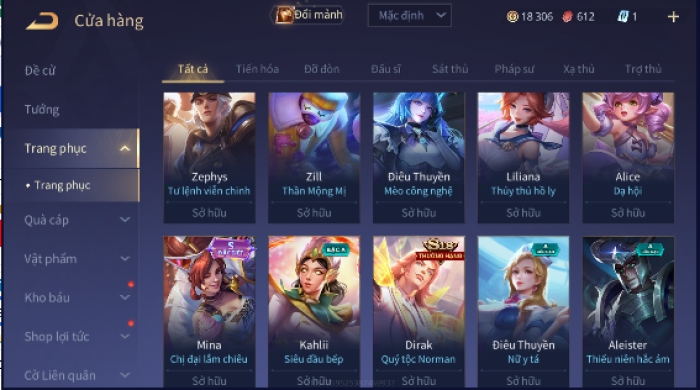 Cửa hàng
Đổi mảnh
Mặc định
18 306
612
1
Đề cử
Tướng
Trang phục
Trang phục
Quà cáp
Vật phẩm
Kho báu
Shop lợi tức
Cờ Liên quân
Tất cả Tiến hóa Đỡ đòn Đấu sĩ Sát thủ Pháp sư Xạ thủ Trợ thủ
Zephys
Tư lệnh viễn chinh
Sở hữu
Zill
Thần Mộng Mị
Sở hữu
Điêu Thuyền
Mèo công nghệ
Sở hữu
Liliana
Thủy thủ hồ ly
Sở hữu
Alice
Dạ hội
Sở hữu
S
Mina
Chị đại lắm chiêu
Sở hữu
BẬC A
Kahlii
Siêu đầu bếp
Sở hữu
S18
THƯỞNG HẠNG
Dirak
Quý tộc Norman
Sở hữu
A
Điêu Thuyền
Nữ y tá
Sở hữu
A
Aleister
Thiếu niên hắc ám
Sở hữu